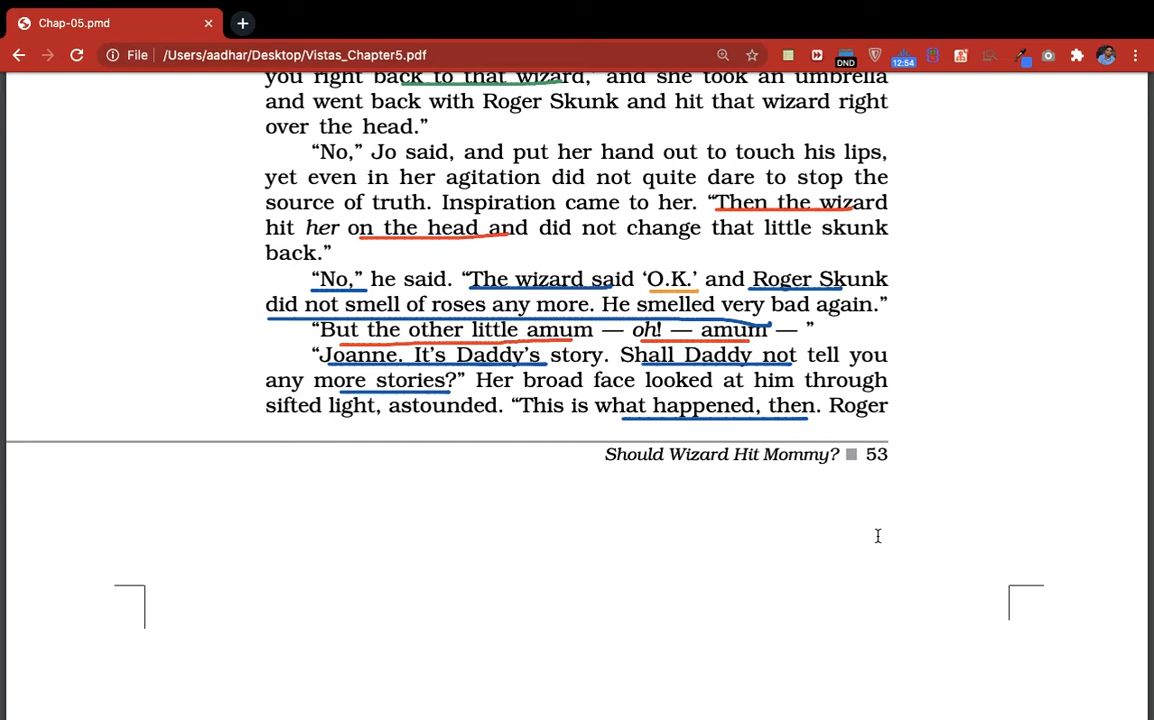 Chap-05.pmd
File /Users/aadhar/Desktop/Vistas_Chapter5.pdf
DND
12:54
you right back to that wizard,’ and she took an umbrella
and went back with Roger Skunk and hit that wizard right
over the head.”
“No,” Jo said, and put her hand out to touch his lips,
yet even in her agitation did not quite dare to stop the
source of truth. Inspiration came to her. “Then the wizard
hit her on the head and did not change that little skunk
back.”
“No,” he said. “The wizard said ‘O.K.’ and Roger Skunk
did not smell of roses any more. He smelled very bad again.”
“But the other little amum — oh! — amum — ”
“Joanne. It’s Daddy’s story. Shall Daddy not tell you
any more stories?” Her broad face looked at him through
sifted light, astounded. “This is what happened, then. Roger
Should Wizard Hit Mommy? 53